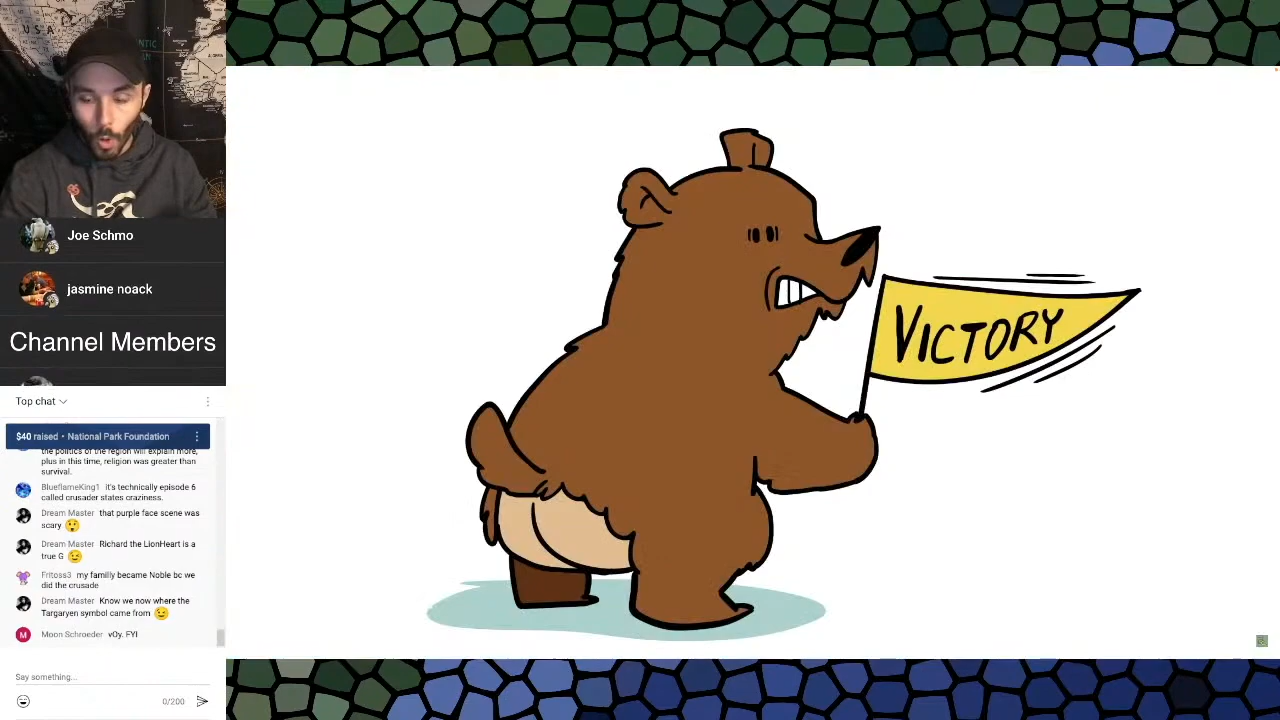 USA
Joe Schmo
jasmine noack
Channel Members
Top chat
$40 raised • National Park Foundation
the politics of the region will explain more,
plus in this time, religion was greater than
survival.
BlueflameKing1 it's technically episode 6
called crusader states craziness.
Dream Master that purple face scene was
scary 😲
Dream Master Richard the LionHeart is a
true G 😉
Fritoss3 my familly became Noble bc we
did the crusade
Dream Master Know we now where the
Targaryen symbol came from 😉
M Moon Schroeder vOy. FYI
Say something...
0/200
VICTORY